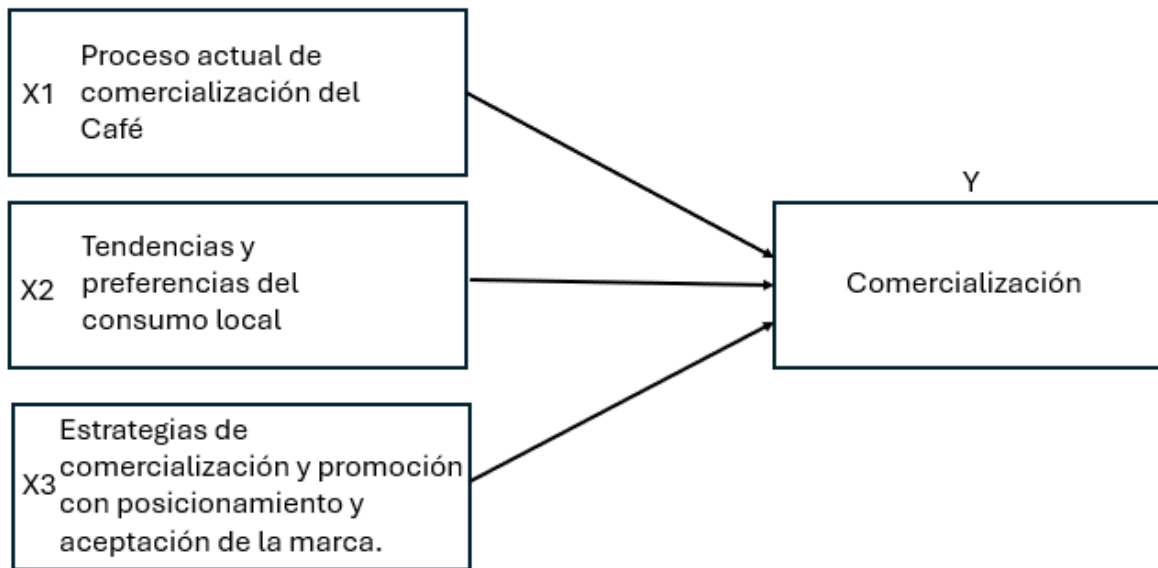 X1
Proceso actual de
comercialización del
Café
X2
Tendencias y
preferencias del
consumo local
X3
Estrategias de
comercialización y promoción
con posicionamiento y
aceptación de la marca.
Y
Comercialización